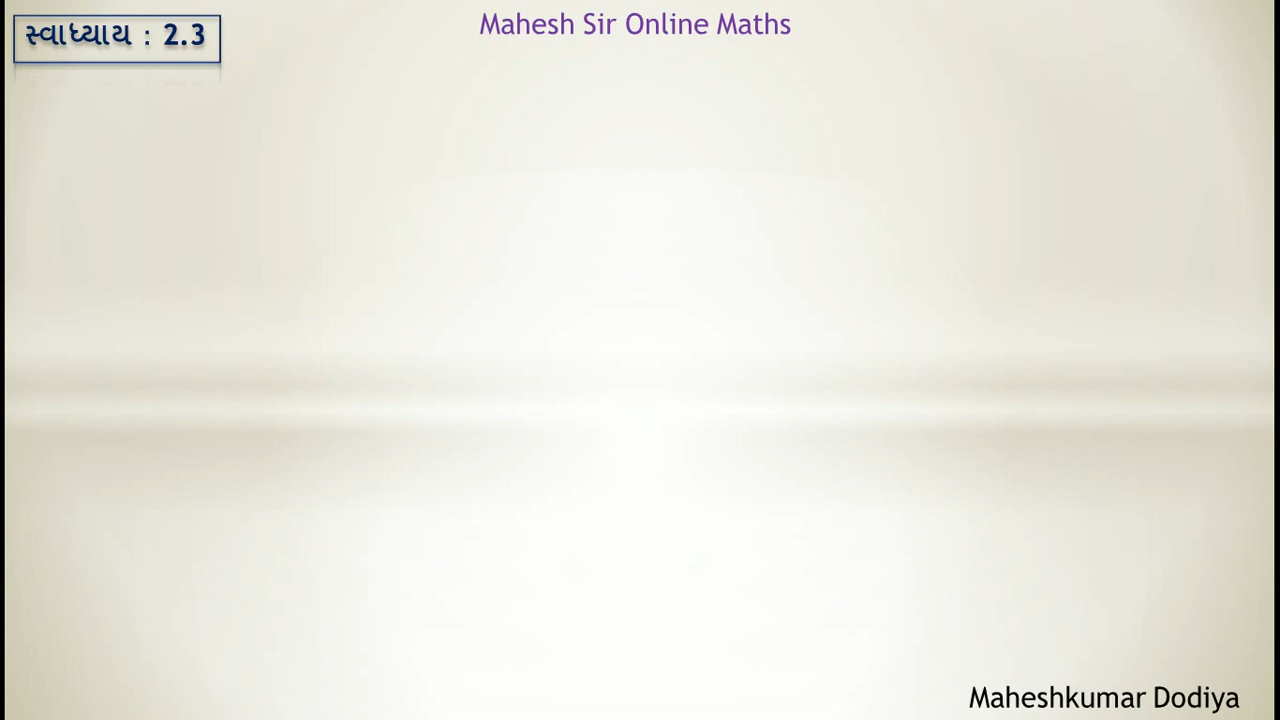 Mahesh Sir Online Maths
સ્વાધ્યાય : 2.3
Maheshkumar Dodiya